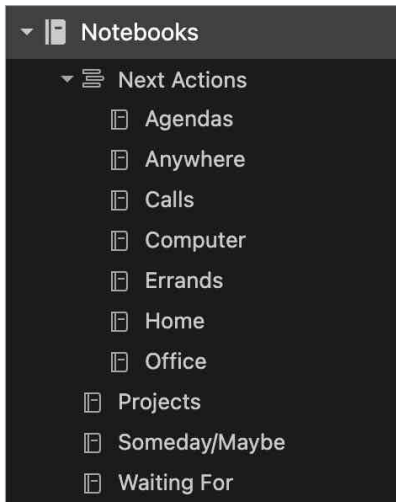 Notebooks
Next Actions
Agendas
Anywhere
Calls
Computer
Errands
Home
Office
Projects
Someday/Maybe
Waiting For